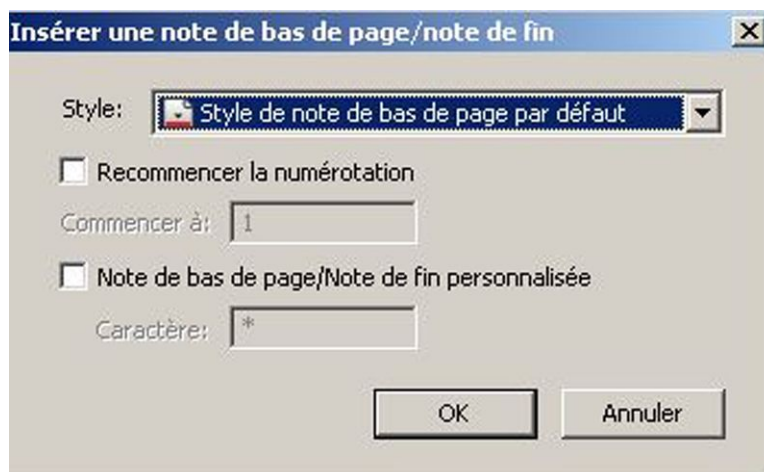 Insérer une note de bas de page/note de fin
Style: Style de note de bas de page par défaut
Recommencer la numérotation
Commencer à: 1
Note de bas de page/Note de fin personnalisée
Caractère: *
OK Annuler